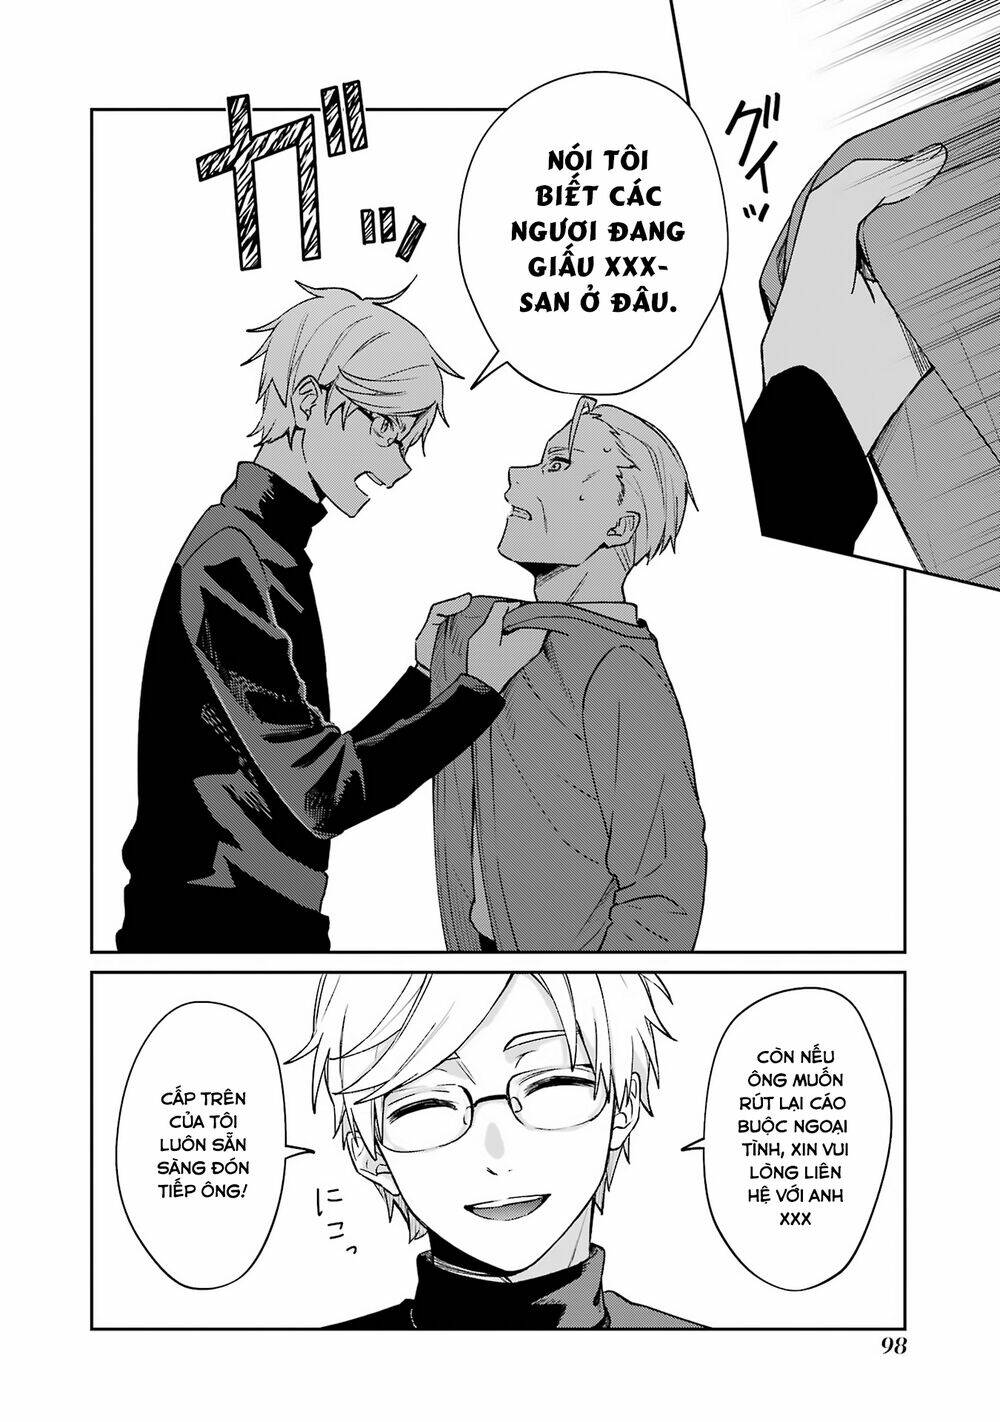 グイッ
NÓI TÔI
BIẾT CÁC
NGƯƠI ĐANG
GIẤU XXX-
SAN Ở ĐÂU.
ガッ
CÒN NẾU
ÔNG MUỐN
RÚT LẠI CÁO
BUỘC NGOẠI
TÌNH, XIN VUI
LÒNG LIÊN
HỆ VỚI ANH
XXX
CẤP TRÊN
CỦA TÔI
LUÔN SẴN
SÀNG ĐÓN
TIẾP ÔNG!
にこっ
98